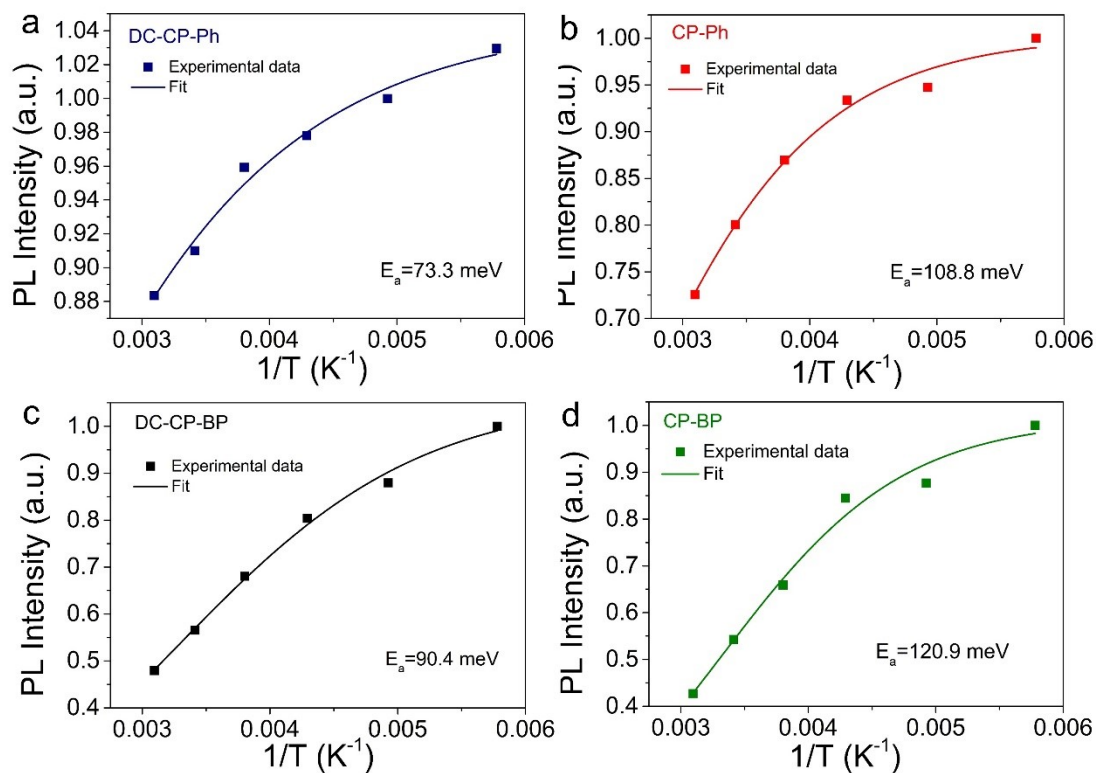 a
DC-CP-Ph
Experimental data
Fit
E_a=73.3 meV
PL Intensity (a.u.)
1.04
1.02
1.00
0.98
0.96
0.94
0.92
0.90
0.88
0.003 0.004 0.005 0.006
1/T (K⁻¹)
b
CP-Ph
Experimental data
Fit
E_a=108.8 meV
PL Intensity (a.u.)
1.00
0.95
0.90
0.85
0.80
0.75
0.70
0.003 0.004 0.005 0.006
1/T (K⁻¹)
c
DC-CP-BP
Experimental data
Fit
E_a=90.4 meV
PL Intensity (a.u.)
1.0
0.9
0.8
0.7
0.6
0.5
0.4
0.003 0.004 0.005 0.006
1/T (K⁻¹)
d
CP-BP
Experimental data
Fit
E_a=120.9 meV
PL Intensity (a.u.)
1.0
0.9
0.8
0.7
0.6
0.5
0.4
0.003 0.004 0.005 0.006
1/T (K⁻¹)